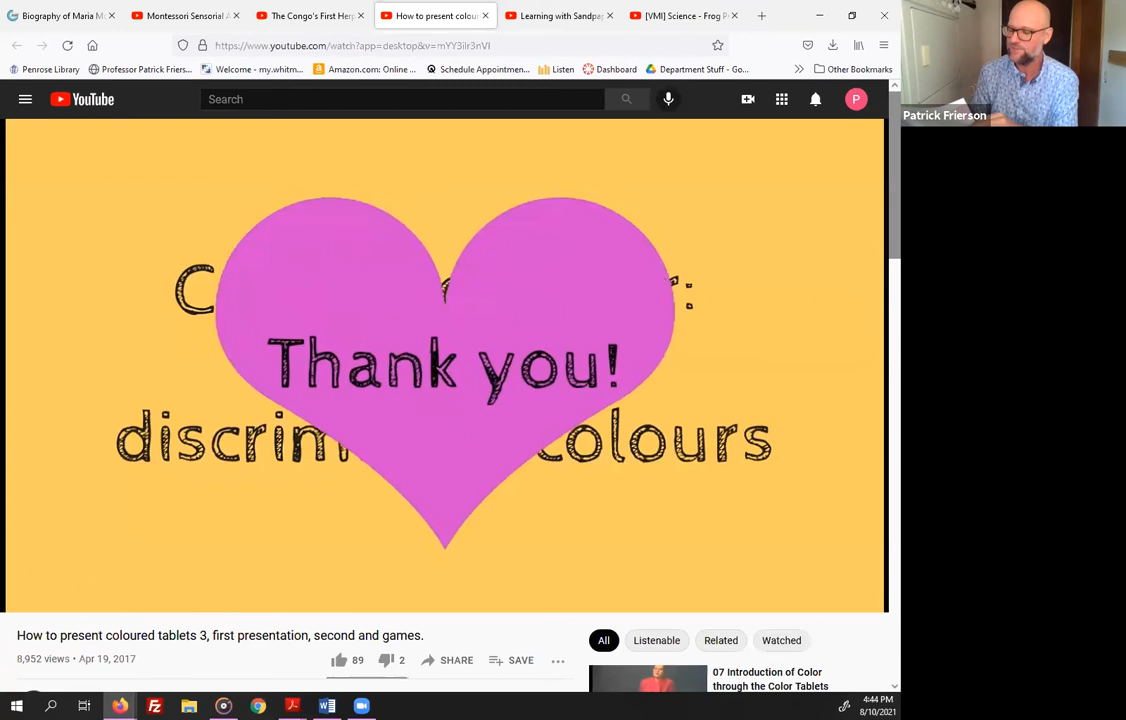 Biography of Maria M
Montessori Sensorial A
The Congo's First Her
How to present colou
Learning with Sandpa
[VMI] Science - Frog P
https://www.youtube.com/watch?app=desktop&v=mYY3iIr3nVI
Penrose Library
Professor Patrick Friers...
Welcome - my.whitm...
Amazon.com: Online ...
Schedule Appointmen...
Listen
Dashboard
Department Stuff - Go...
Other Bookmarks
Patrick Frierson
YouTube
Search
P
Thank you!
colours
How to present coloured tablets 3, first presentation, second and games.
8,952 views • Apr 19, 2017
89
2
SHARE
SAVE
All
Listenable
Related
Watched
07 Introduction of Color
through the Color Tablets
4:44 PM
8/10/2021